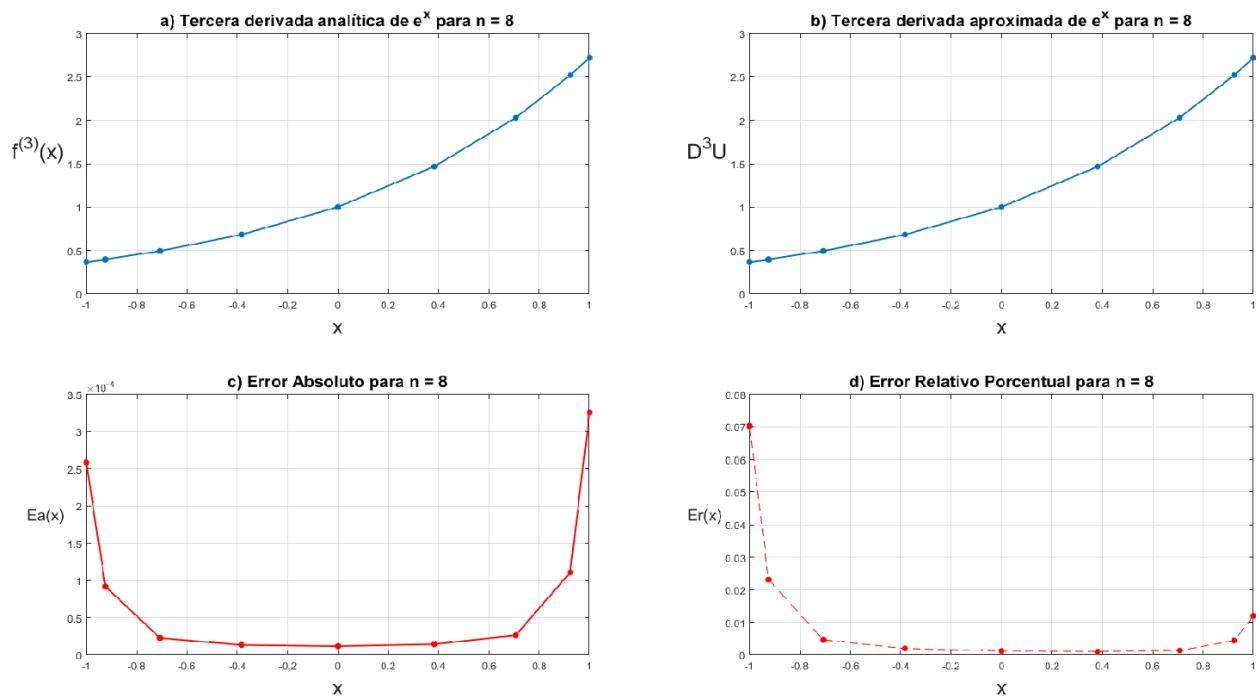 a) Tercera derivada analítica de e^x para n = 8
3
2.5
2
f^(3)(x)
1.5
1
0.5
0
-1 -0.8 -0.6 -0.4 -0.2 0 0.2 0.4 0.6 0.8 1
x
b) Tercera derivada aproximada de e^x para n = 8
3
2.5
2
D^3U
1.5
1
0.5
0
-1 -0.8 -0.6 -0.4 -0.2 0 0.2 0.4 0.6 0.8 1
x
c) Error Absoluto para n = 8
×10^-4
3.5
3
2.5
2
Ea(x)
1.5
1
0.5
0
-1 -0.8 -0.6 -0.4 -0.2 0 0.2 0.4 0.6 0.8 1
x
d) Error Relativo Porcentual para n = 8
0.08
0.07
0.06
0.05
Er(x)
0.04
0.03
0.02
0.01
0
-1 -0.8 -0.6 -0.4 -0.2 0 0.2 0.4 0.6 0.8 1
x